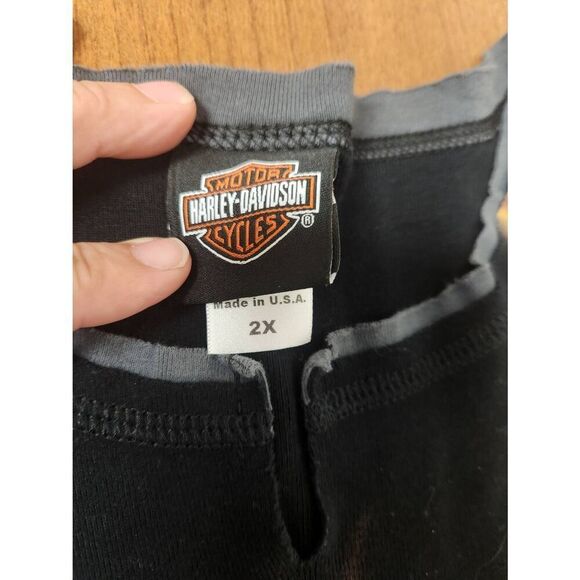 MOTOR
HARLEY-DAVIDSON
CYCLES
®
Made in U.S.A.
2X